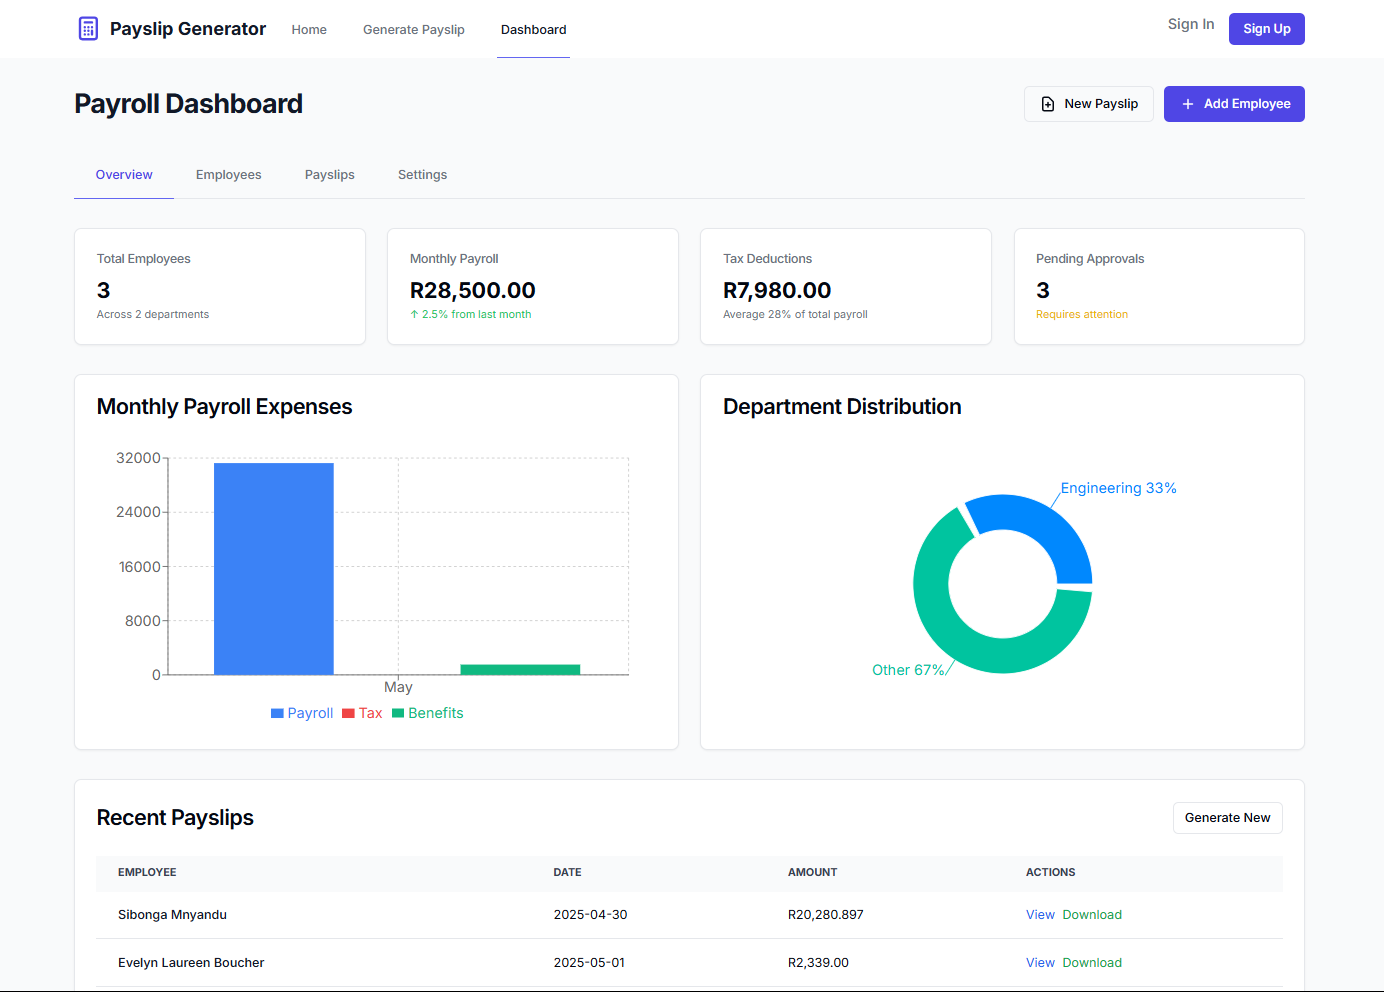 Payslip Generator Home Generate Payslip Dashboard Sign In Sign Up
Payroll Dashboard New Payslip + Add Employee
Overview Employees Payslips Settings
Total Employees
3
Across 2 departments
Monthly Payroll
R28,500.00
↑ 2.5% from last month
Tax Deductions
R7,980.00
Average 28% of total payroll
Pending Approvals
3
Requires attention
Monthly Payroll Expenses
32000
24000
16000
8000
0
May
Payroll Tax Benefits
Department Distribution
Engineering 33%
Other 67%
Recent Payslips Generate New
EMPLOYEE DATE AMOUNT ACTIONS
Sibonga Mnyandu 2025-04-30 R20,280.897 View Download
Evelyn Laureen Boucher 2025-05-01 R2,339.00 View Download